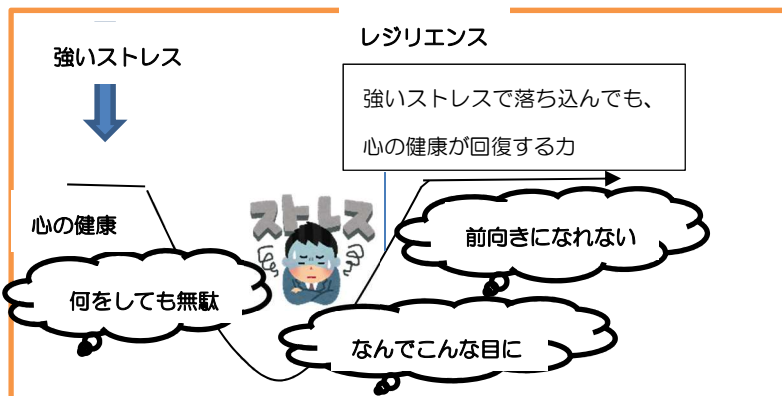 レジリエンス
強いストレス
強いストレスで落ち込んでも、
心の健康が回復する力
ストレス
心の健康
前向きになれない
何をしても無駄
なんでこんな目に